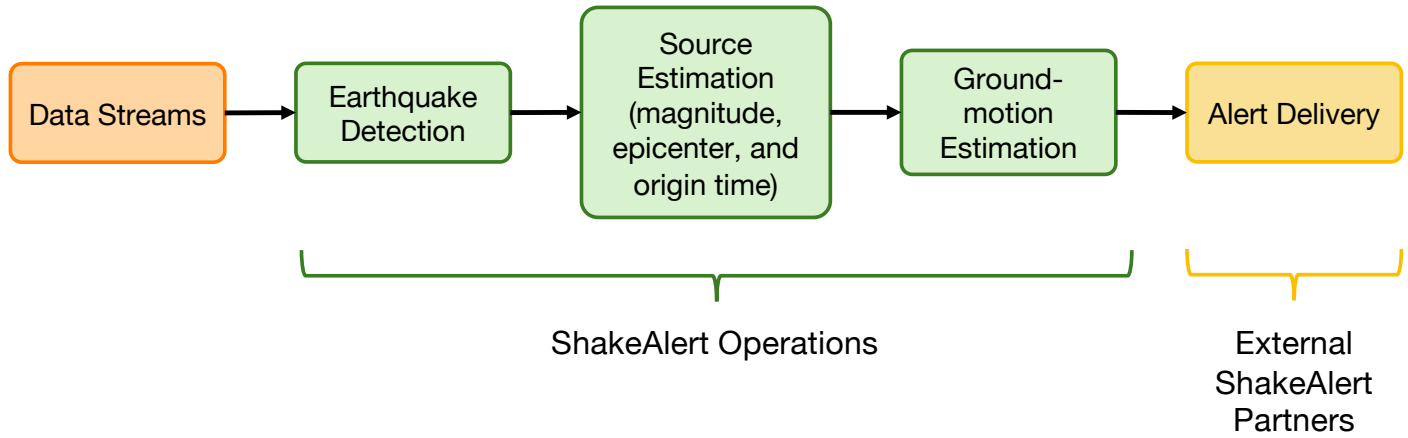 Data Streams
Earthquake
Detection
Source
Estimation
(magnitude,
epicenter, and
origin time)
Ground-
motion
Estimation
Alert Delivery
ShakeAlert Operations
External
ShakeAlert
Partners